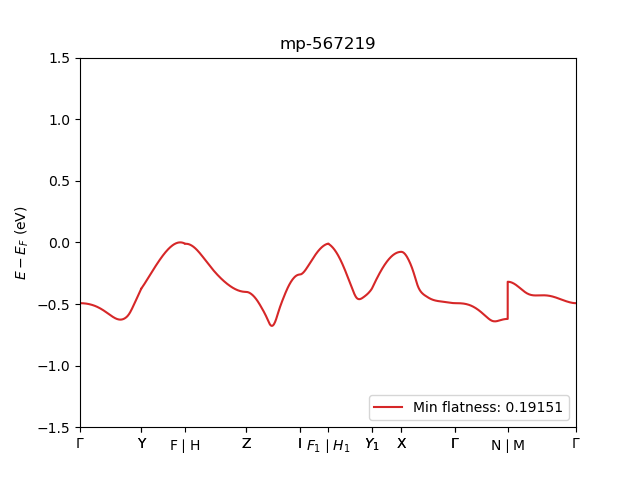 mp-567219
E − E_F (eV)
1.5
1.0
0.5
0.0
−0.5
−1.0
−1.5
Min flatness: 0.19151
Γ Y F | H Z I F₁ | H₁ Y₁ X Γ N | M Γ